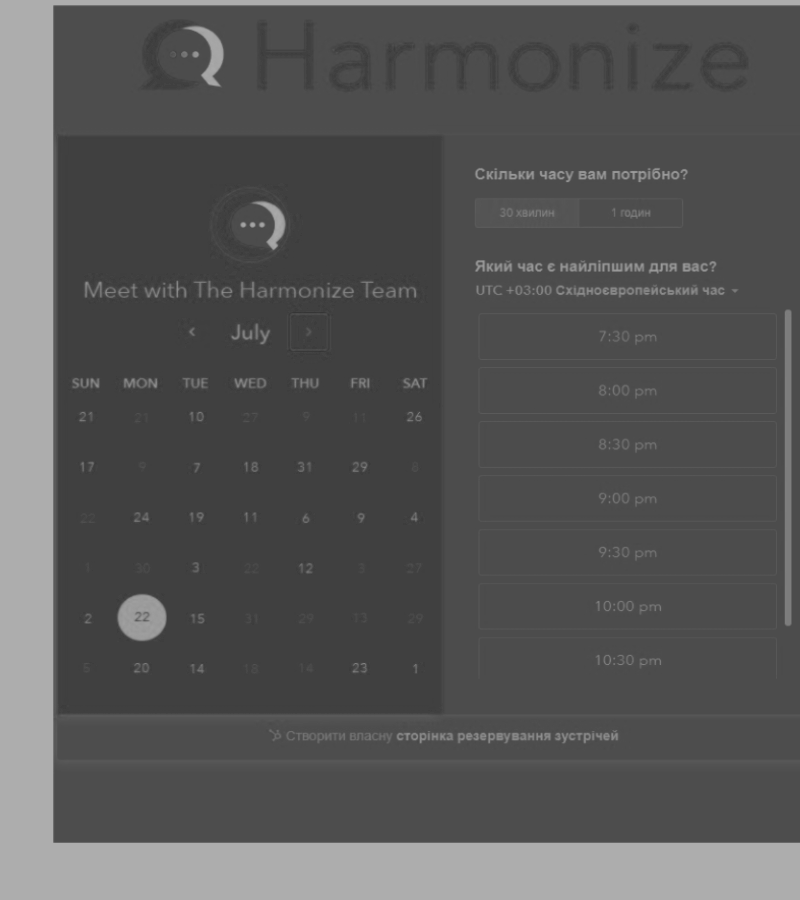 Harmonize
Meet with The Harmonize Team
July
SUN MON TUE WED THU FRI SAT
21 21 10 27 9 11 26
17 9 7 18 31 29 8
22 24 19 11 6 9 4
1 30 3 22 12 3 27
2 22 15 31 29 13 29
5 20 14 18 14 23 1
Скільки часу вам потрібно?
30 хвилин 1 годин
Який час є найліпшим для вас?
UTC +03:00 Східноєвропейський час
7:30 pm
8:00 pm
8:30 pm
9:00 pm
9:30 pm
10:00 pm
10:30 pm
Створити власну сторінка резервування зустрічей